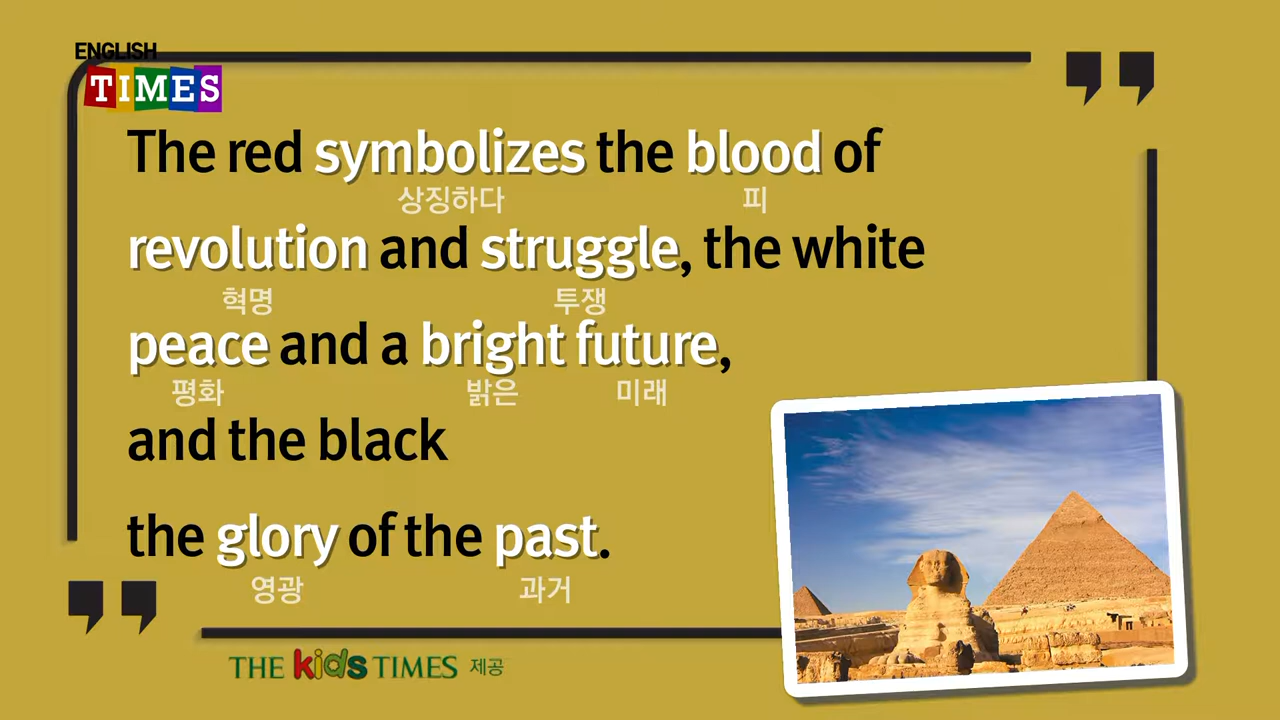 ENGLISH
TIMES
The red symbolizes the blood of
상징하다 피
revolution and struggle, the white
혁명 투쟁
peace and a bright future,
평화 밝은 미래
and the black
the glory of the past.
영광 과거
THE kids TIMES 제공